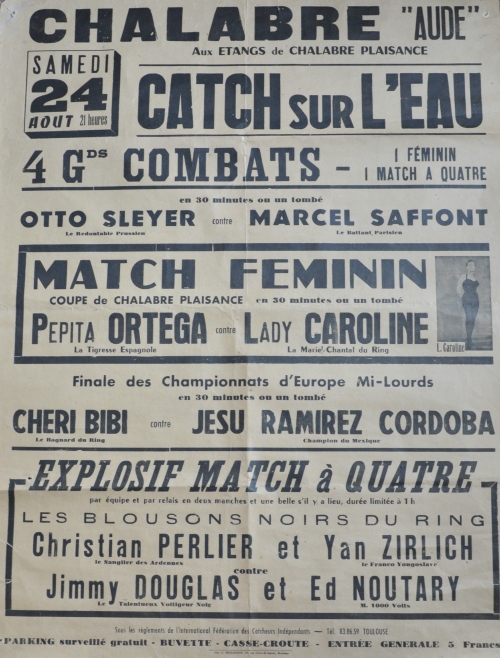 CHALABRE "AUDE"
Aux ETANGS de CHALABRE PLAISANCE
SAMEDI
24
AOUT 21 heures
CATCH SUR L'EAU
4 Gds COMBATS - 1 FÉMININ
1 MATCH A QUATRE
en 30 minutes ou un tombé
OTTO SLEYER contre MARCEL SAFFONT
Le Redoutable Prussien Le Battant Parisien
MATCH FEMININ
COUPE de CHALABRE PLAISANCE en 30 minutes ou un tombé
PEPITA ORTEGA contre LADY CAROLINE
La Tigresse Espagnole La Marie-Chantal du Ring
L. Caroline
Finale des Championnats d'Europe Mi-Lourds
en 30 minutes ou un tombé
CHERI BIBI contre JESU RAMIREZ CORDOBA
Le Bagnard du Ring Champion du Mexique
EXPLOSIF MATCH à QUATRE
par équipe et par relais en deux manches et une belle s'il y a lieu, durée limitée à 1 h
LES BLOUSONS NOIRS DU RING
Christian PERLIER et Yan ZIRLICH
le Sanglier des Ardennes le Franco Yougoslave
contre
Jimmy DOUGLAS et Ed NOUTARY
Le Talentueux Voltigeur Noig M. 1000 Volts
Sous les règlements de l'International Fédération des Catcheurs Indépendants - Tél. 83.86.59 TOULOUSE
PARKING surveillé gratuit - BUVETTE - CASSE-CROUTE - ENTRÉE GENERALE 5 Francs